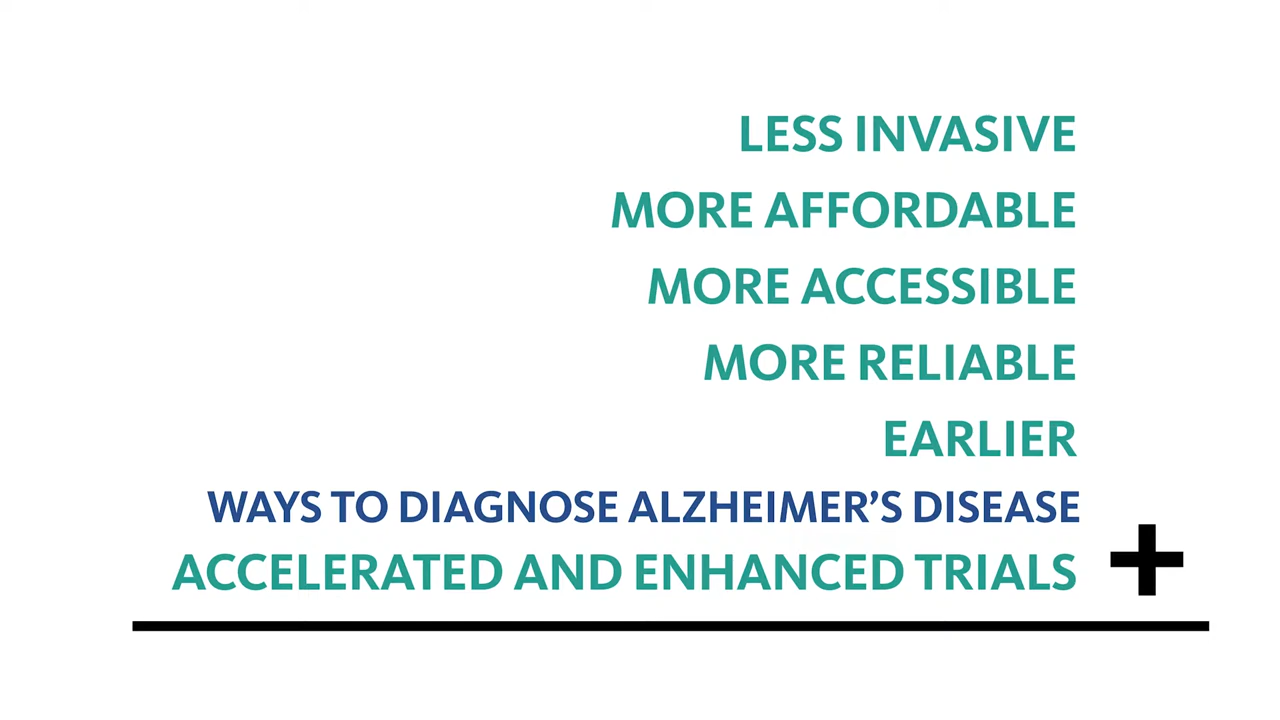 LESS INVASIVE
MORE AFFORDABLE
MORE ACCESSIBLE
MORE RELIABLE
EARLIER
WAYS TO DIAGNOSE ALZHEIMER’S DISEASE
ACCELERATED AND ENHANCED TRIALS +